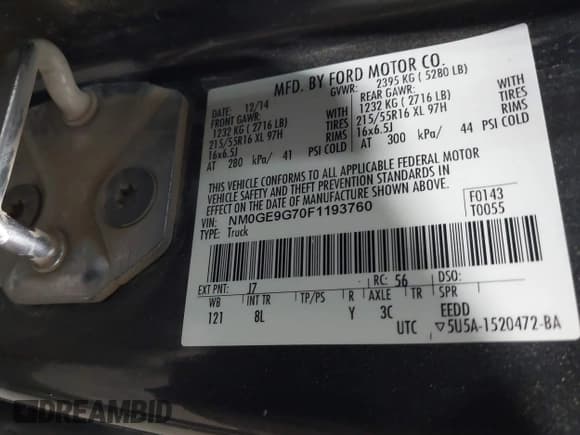 MFD. BY FORD MOTOR CO.
DATE: 12/14 GVWR: 2395 KG ( 5280 LB)
FRONT GAWR: REAR GAWR:
1232 KG ( 2716 LB) WITH 1232 KG ( 2716 LB) WITH
215/55R16 XL 97H TIRES 215/55R16 XL 97H TIRES
16x6.5J RIMS 16x6.5J RIMS
AT 280 kPa/ 41 PSI COLD AT 300 kPa/ 44 PSI COLD
THIS VEHICLE CONFORMS TO ALL APPLICABLE FEDERAL MOTOR
VEHICLE SAFETY AND THEFT PREVENTION STANDARDS IN
EFFECT ON THE DATE OF MANUFACTURE SHOWN ABOVE.
VIN: NM0GE9G70F1193760 F0143
TYPE: Truck T0055
EXT PNT: J7 RC: 56 DSO:
WB INT TR TP/PS R AXLE TR SPR
121 8L Y 3C EEDD
UTC ▽5U5A-1520472-BA
DREAMBID